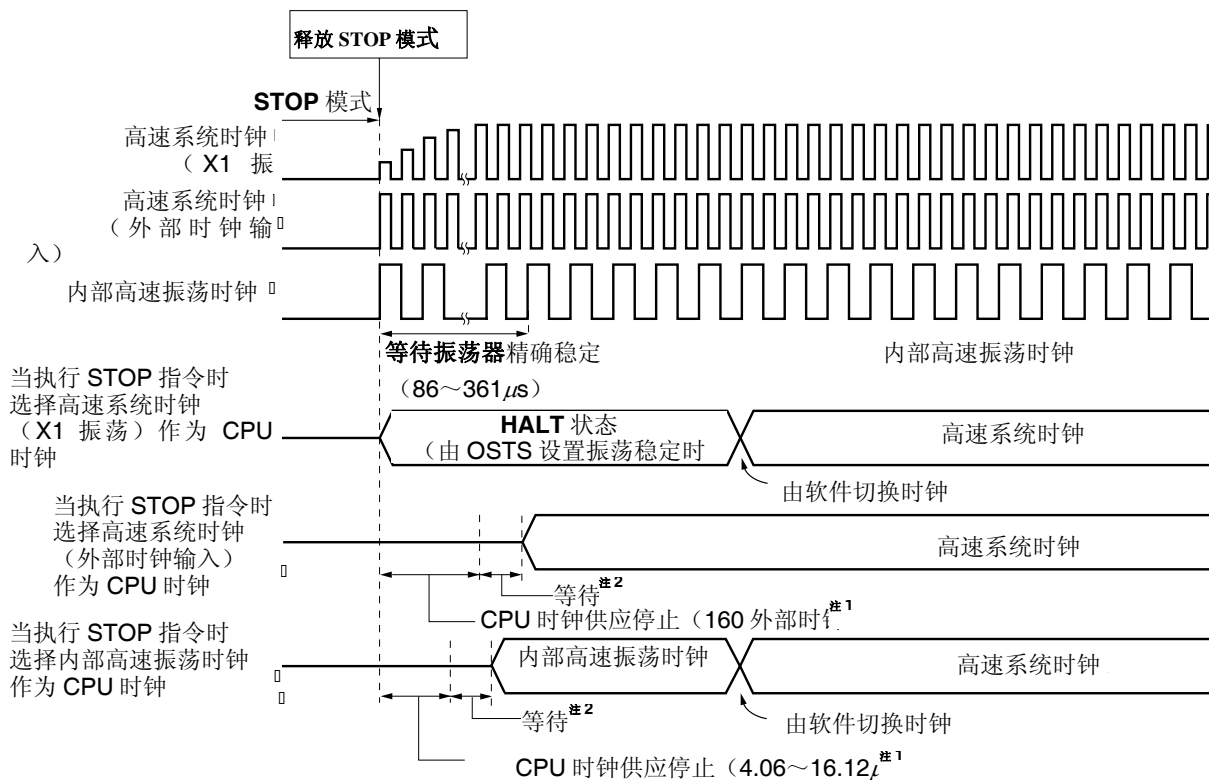 释放 STOP 模式
STOP 模式
高速系统时钟
（ X1 振
高速系统时钟
（外部时钟输
入）
内部高速振荡时钟
等待振荡器精确稳定
（86～361μs）
内部高速振荡时钟
当执行 STOP 指令时
选择高速系统时钟
（X1 振荡）作为 CPU
时钟
HALT 状态
（由 OSTS 设置振荡稳定时
高速系统时钟
由软件切换时钟
当执行 STOP 指令时
选择高速系统时钟
（外部时钟输入）
作为 CPU 时钟
高速系统时钟
等待注2
CPU 时钟供应停止（160 外部时钟注1
当执行 STOP 指令时
选择内部高速振荡时钟
作为 CPU 时钟
内部高速振荡时钟
高速系统时钟
等待注2
由软件切换时钟
CPU 时钟供应停止（4.06～16.12μ注1